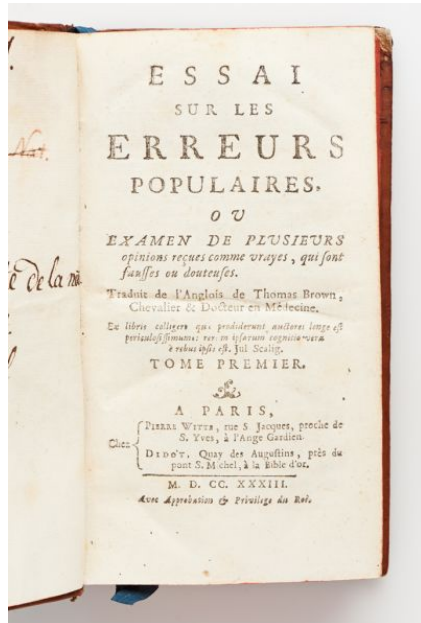 Nat.
é de la na
ESSAI
SUR LES
ERREURS
POPULAIRES,
OU
EXAMEN DE PLUSIEURS
opinions reçues comme vrayes, qui sont
fausses ou douteuses.
Traduit de l'Anglois de Thomas Brown,
Chevalier & Docteur en Médecine.
Ex libris colligere quæ prodiderunt auctores longe est
periculosissimum: rerum ipsarum cognitio vera
è rebus ipsis est. Jul Scalig.
TOME PREMIER.
A PARIS,
Chez
PIERRE WITTE, rue S. Jacques, proche de
S. Yves, à l'Ange Gardien.
DIDOT, Quay des Augustins, près du
pont S. Michel, à la Bible d'or.
M. D. CC. XXXIII.
Avec Approbation & Privilege du Roi.